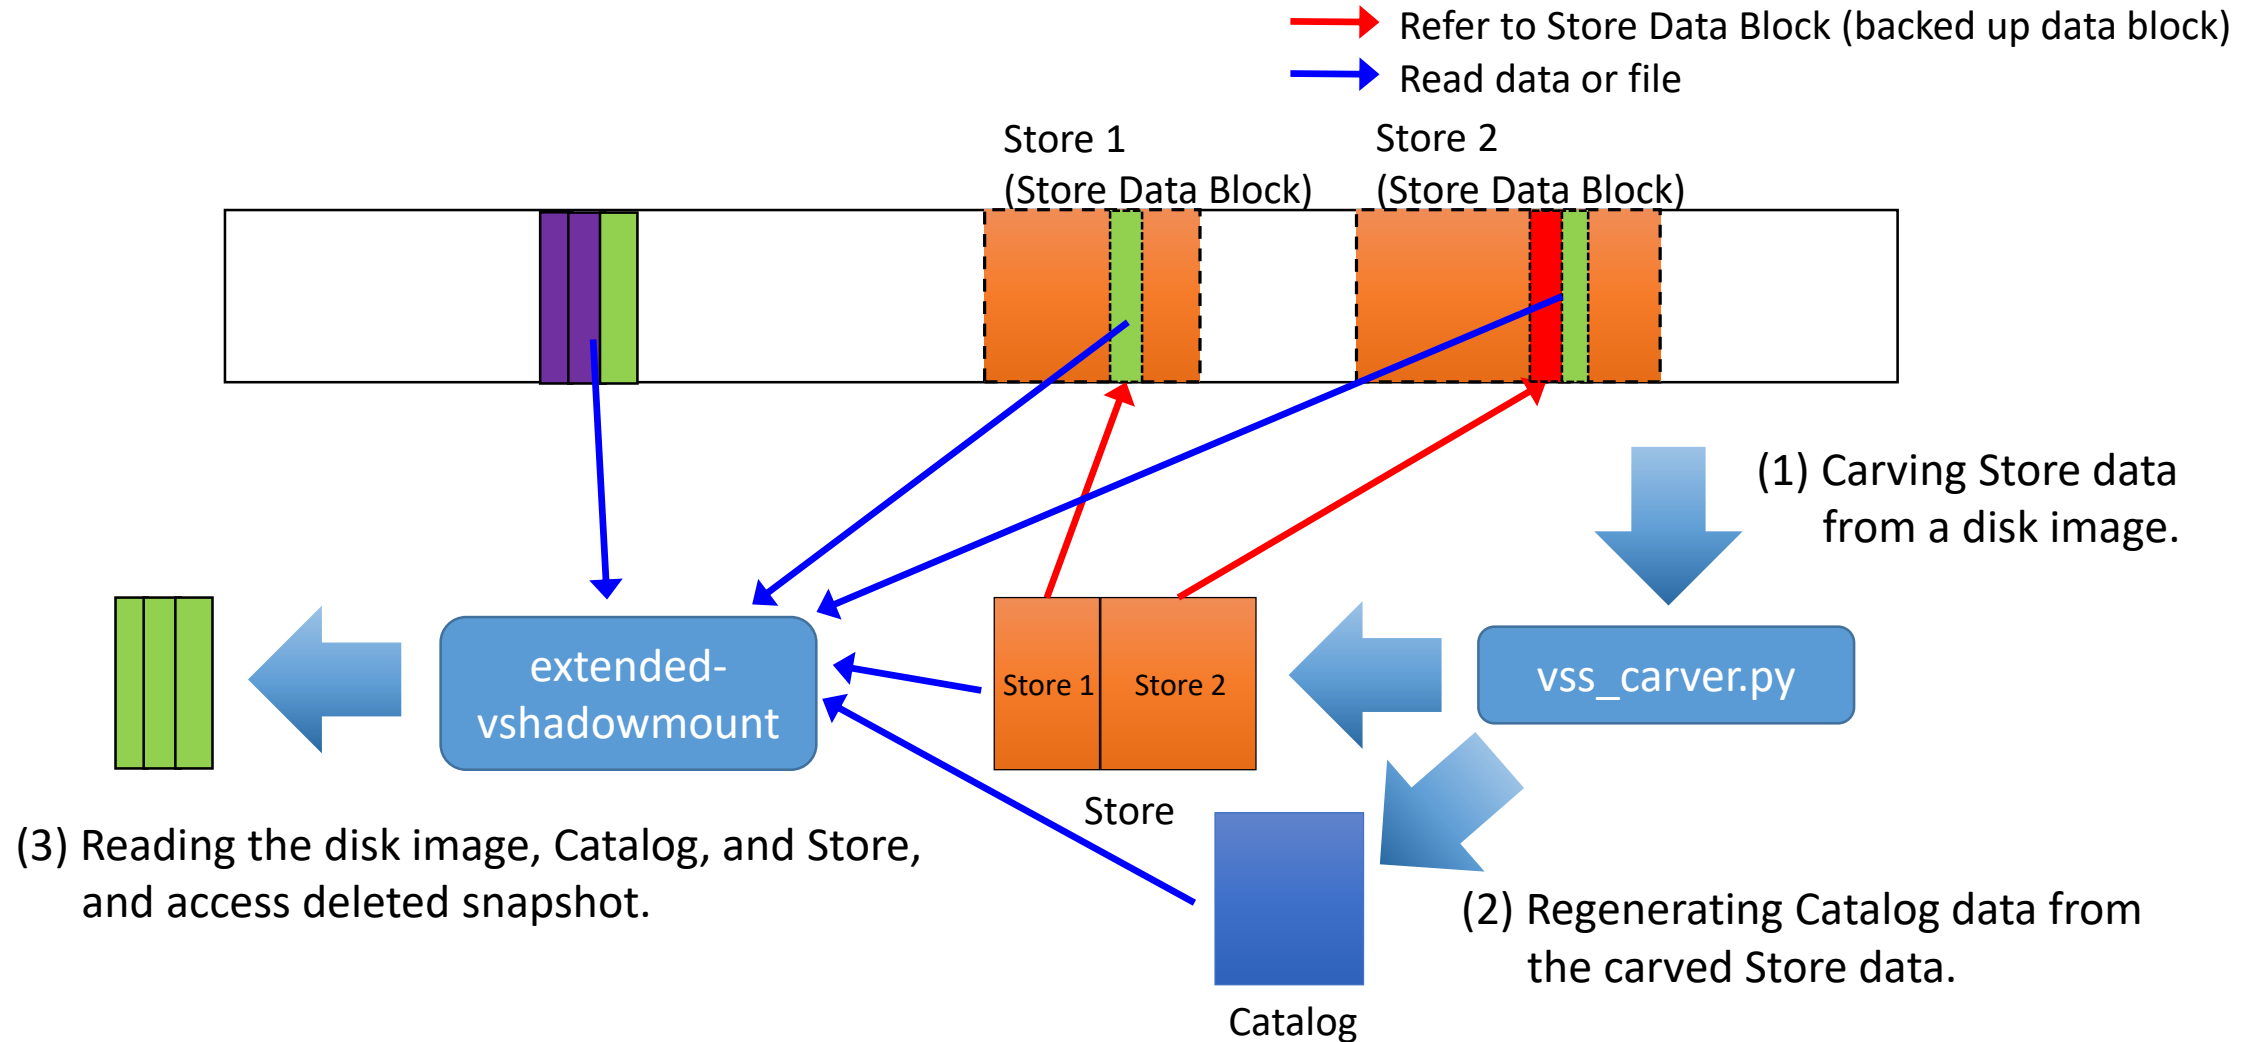 Refer to Store Data Block (backed up data block)
Read data or file
Store 1
(Store Data Block)
Store 2
(Store Data Block)
(1) Carving Store data
from a disk image.
extended-
vshadowmount
Store 1
Store 2
vss_carver.py
Store
(3) Reading the disk image, Catalog, and Store,
and access deleted snapshot.
(2) Regenerating Catalog data from
the carved Store data.
Catalog